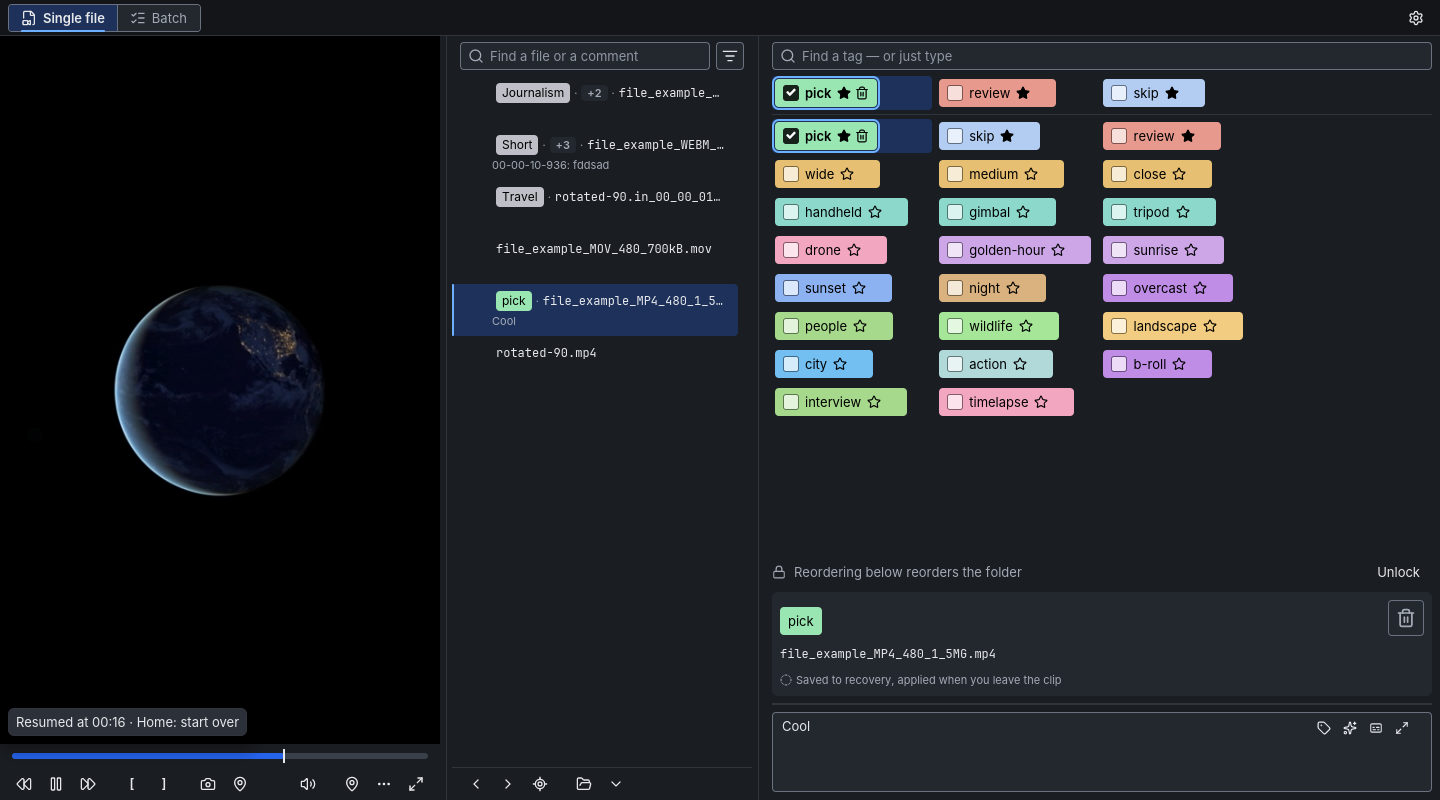 Single file
Batch
Find a file or a comment
Journalism · +2 · file_example_…
Short · +3 · file_example_WEBM_…
00-00-10-936: fddsad
Travel · rotated-90.in_00_00_01…
file_example_MOV_480_700kB.mov
pick · file_example_MP4_480_1_5…
Cool
rotated-90.mp4
Find a tag — or just type
pick review skip
pick skip review
wide medium close
handheld gimbal tripod
drone golden-hour sunrise
sunset night overcast
people wildlife landscape
city action b-roll
interview timelapse
Reordering below reorders the folder
Unlock
pick
file_example_MP4_480_1_5MG.mp4
Saved to recovery, applied when you leave the clip
Cool
Resumed at 00:16 · Home: start over
[ ]